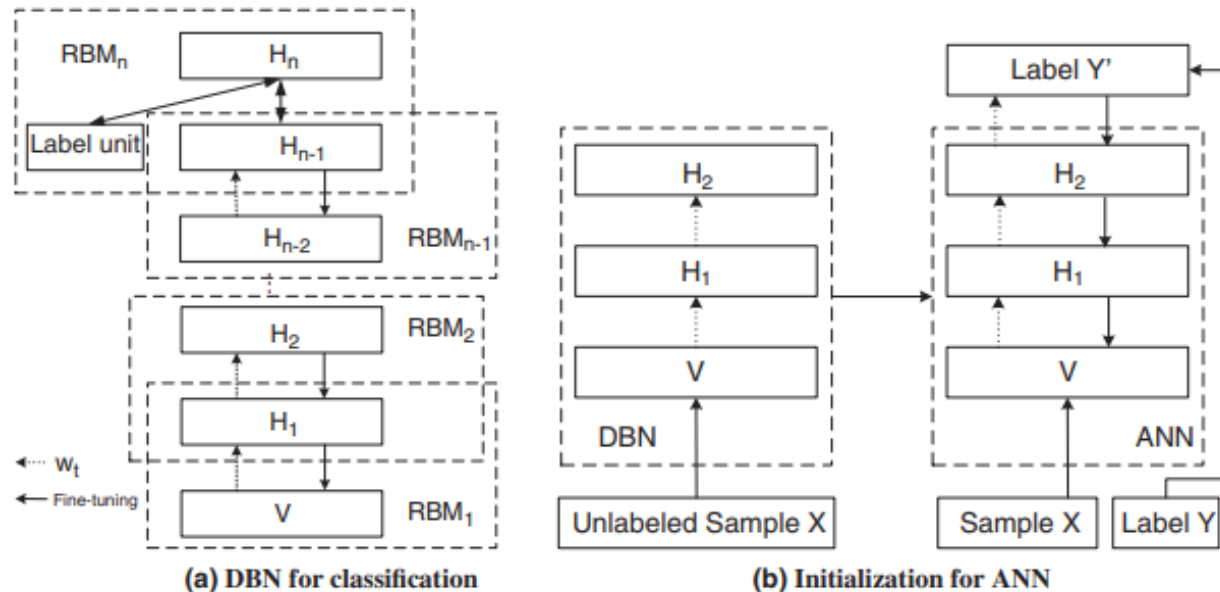 RBMn
Hn
Label unit
Hn-1
Hn-2
RBMn-1
H2
RBM2
H1
V
RBM1
Wt
Fine-tuning
(a) DBN for classification
H2
H1
V
DBN
Unlabeled Sample X
Label Y'
H2
H1
V
ANN
Sample X
Label Y
(b) Initialization for ANN